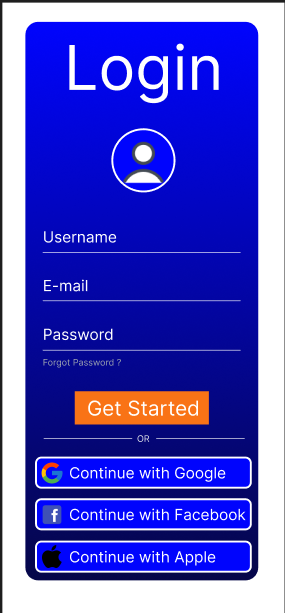 Login
Username
E-mail
Password
Forgot Password ?
Get Started
OR
Continue with Google
Continue with Facebook
Continue with Apple